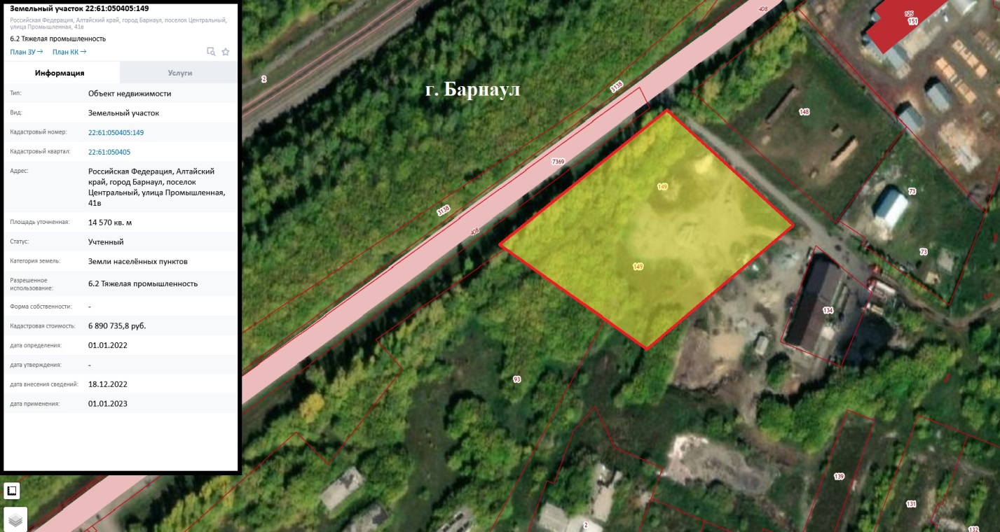 Земельный участок 22:61:050405:149
Российская Федерация, Алтайский край, город Барнаул, поселок Центральный,
улица Промышленная, 41в
6.2 Тяжелая промышленность
План ЗУ→ План КК→
Информация Услуги
Тип: Объект недвижимости
Вид: Земельный участок
Кадастровый номер: 22:61:050405:149
Кадастровый квартал: 22:61:050405
Адрес: Российская Федерация, Алтайский
край, город Барнаул, поселок
Центральный, улица Промышленная,
41в
Площадь уточненная: 14 570 кв. м
Статус: Учтенный
Категория земель: Земли населённых пунктов
Разрешенное
использование: 6.2 Тяжелая промышленность
Форма собственности: -
Кадастровая стоимость: 6 890 735,8 руб.
дата определения: 01.01.2022
дата утверждения: -
дата внесения сведений: 18.12.2022
дата применения: 01.01.2023
г. Барнаул
408
125
151
2
3138
148
7369
149
73
3138
408
73
149
134
93
139
131
2
132